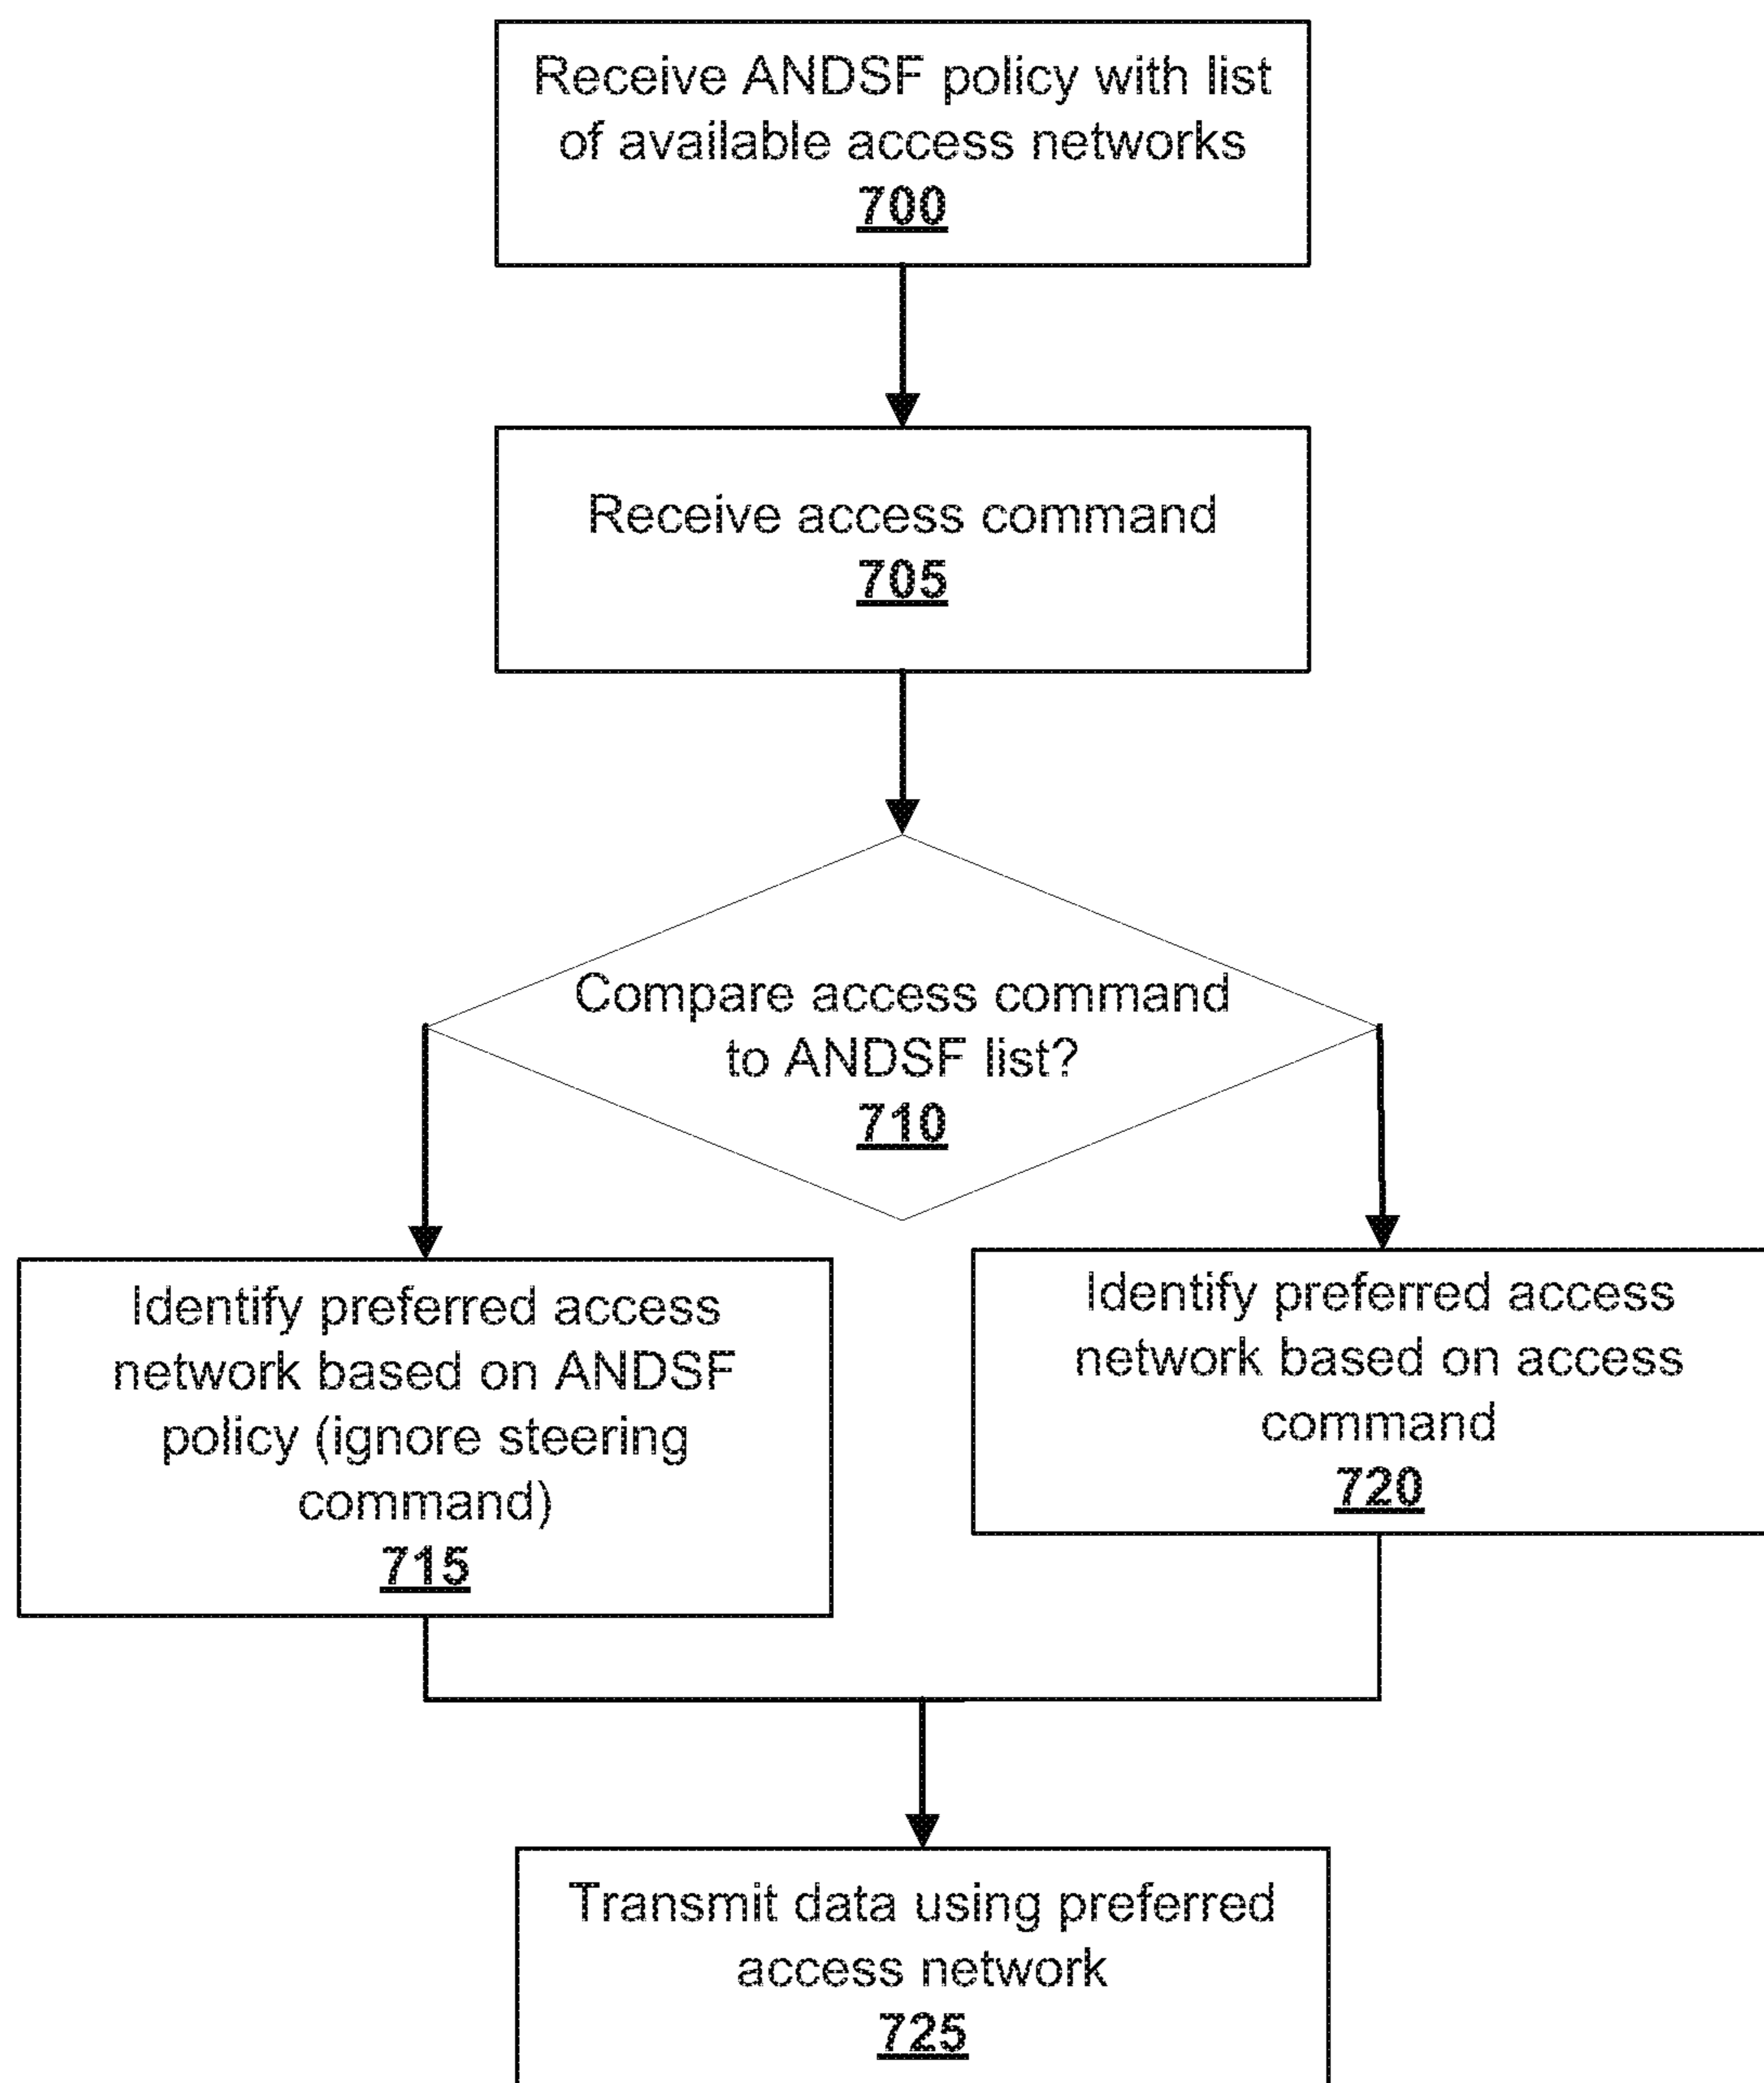 Receive ANDSF policy with list
of available access networks
700
Receive access command
705
Compare access command
to ANDSF list?
710
Identify preferred access
network based on ANDSF
policy (ignore steering
command)
715
Identify preferred access
network based on access
command
720
Transmit data using preferred
access network
725